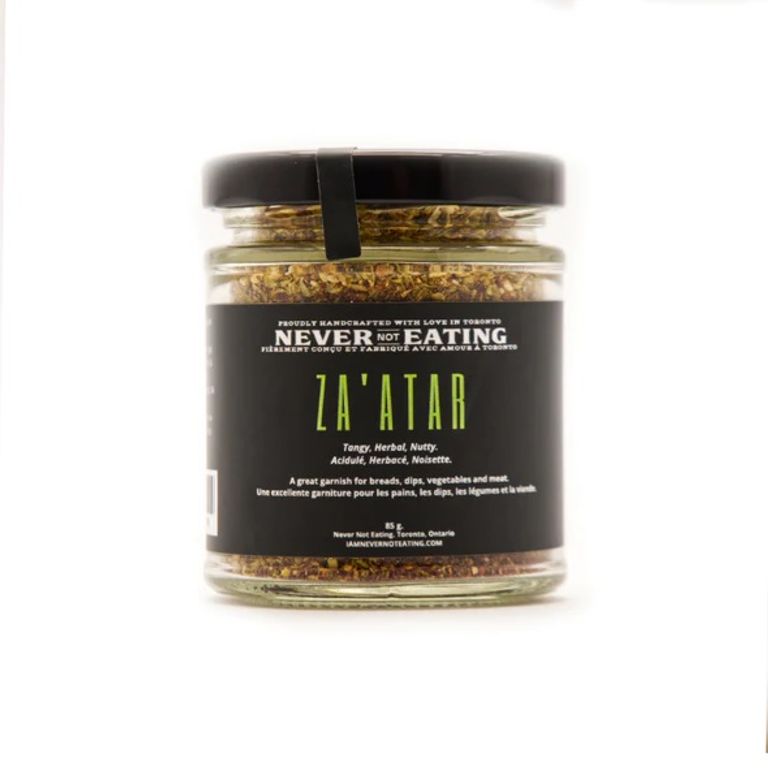 PROUDLY HANDCRAFTED WITH LOVE IN TORONTO
NEVER NOT EATING
FIÈREMENT CONÇU ET FABRIQUÉ AVEC AMOUR À TORONTO
ZA'ATAR
Tangy, Herbal, Nutty.
Acidulé, Herbacé, Noisette.
A great garnish for breads, dips, vegetables and meat.
Une excellente garniture pour les pains, les dips, les légumes et la viande.
85 g.
Never Not Eating. Toronto, Ontario
IAMNEVERNOTEATING.COM